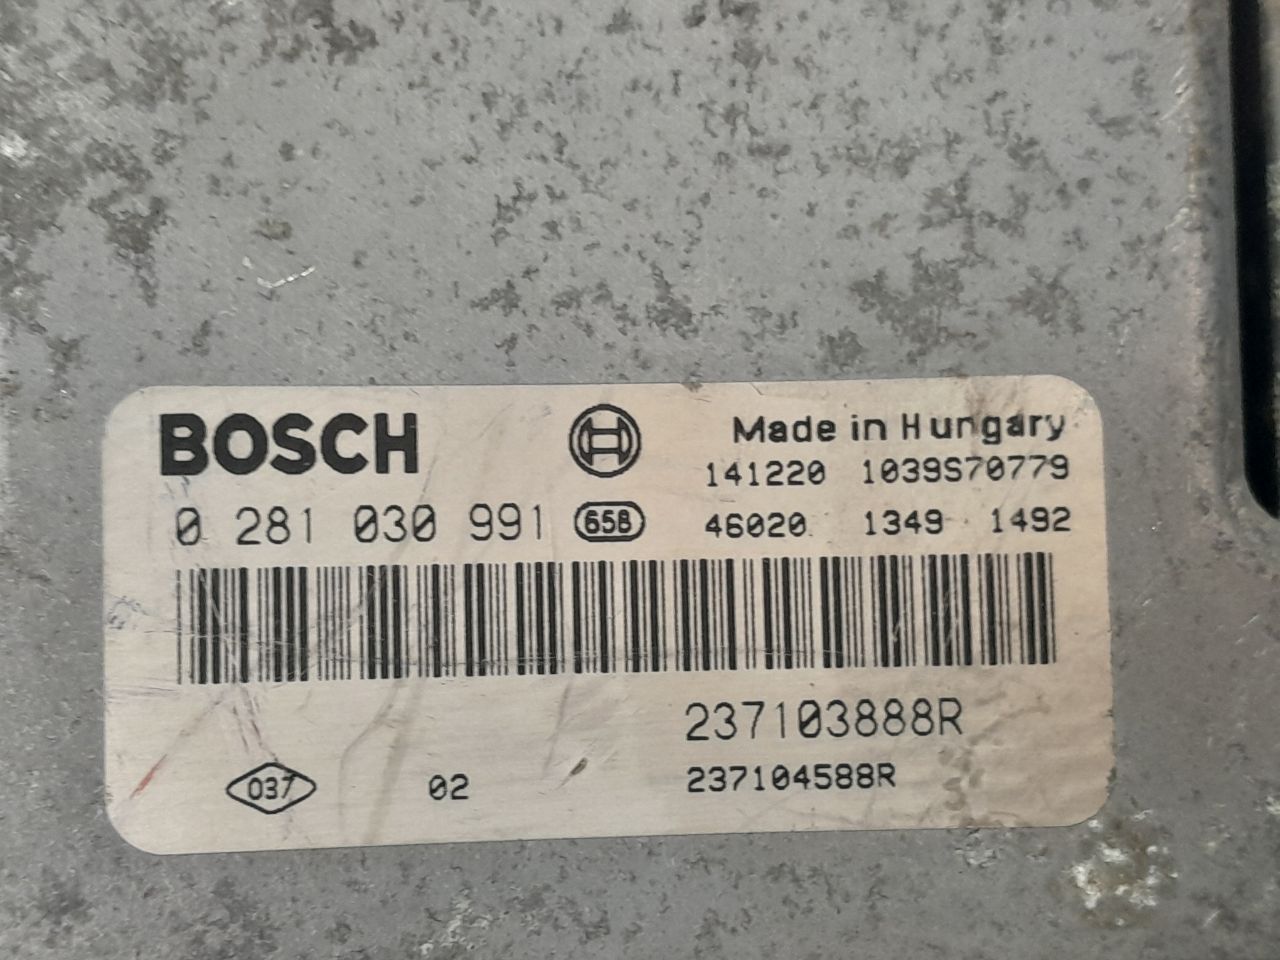 BOSCH
Made in Hungary
141220 1039S70779
0 281 030 991 658 46020 1349 1492
237103888R
037 02 237104588R